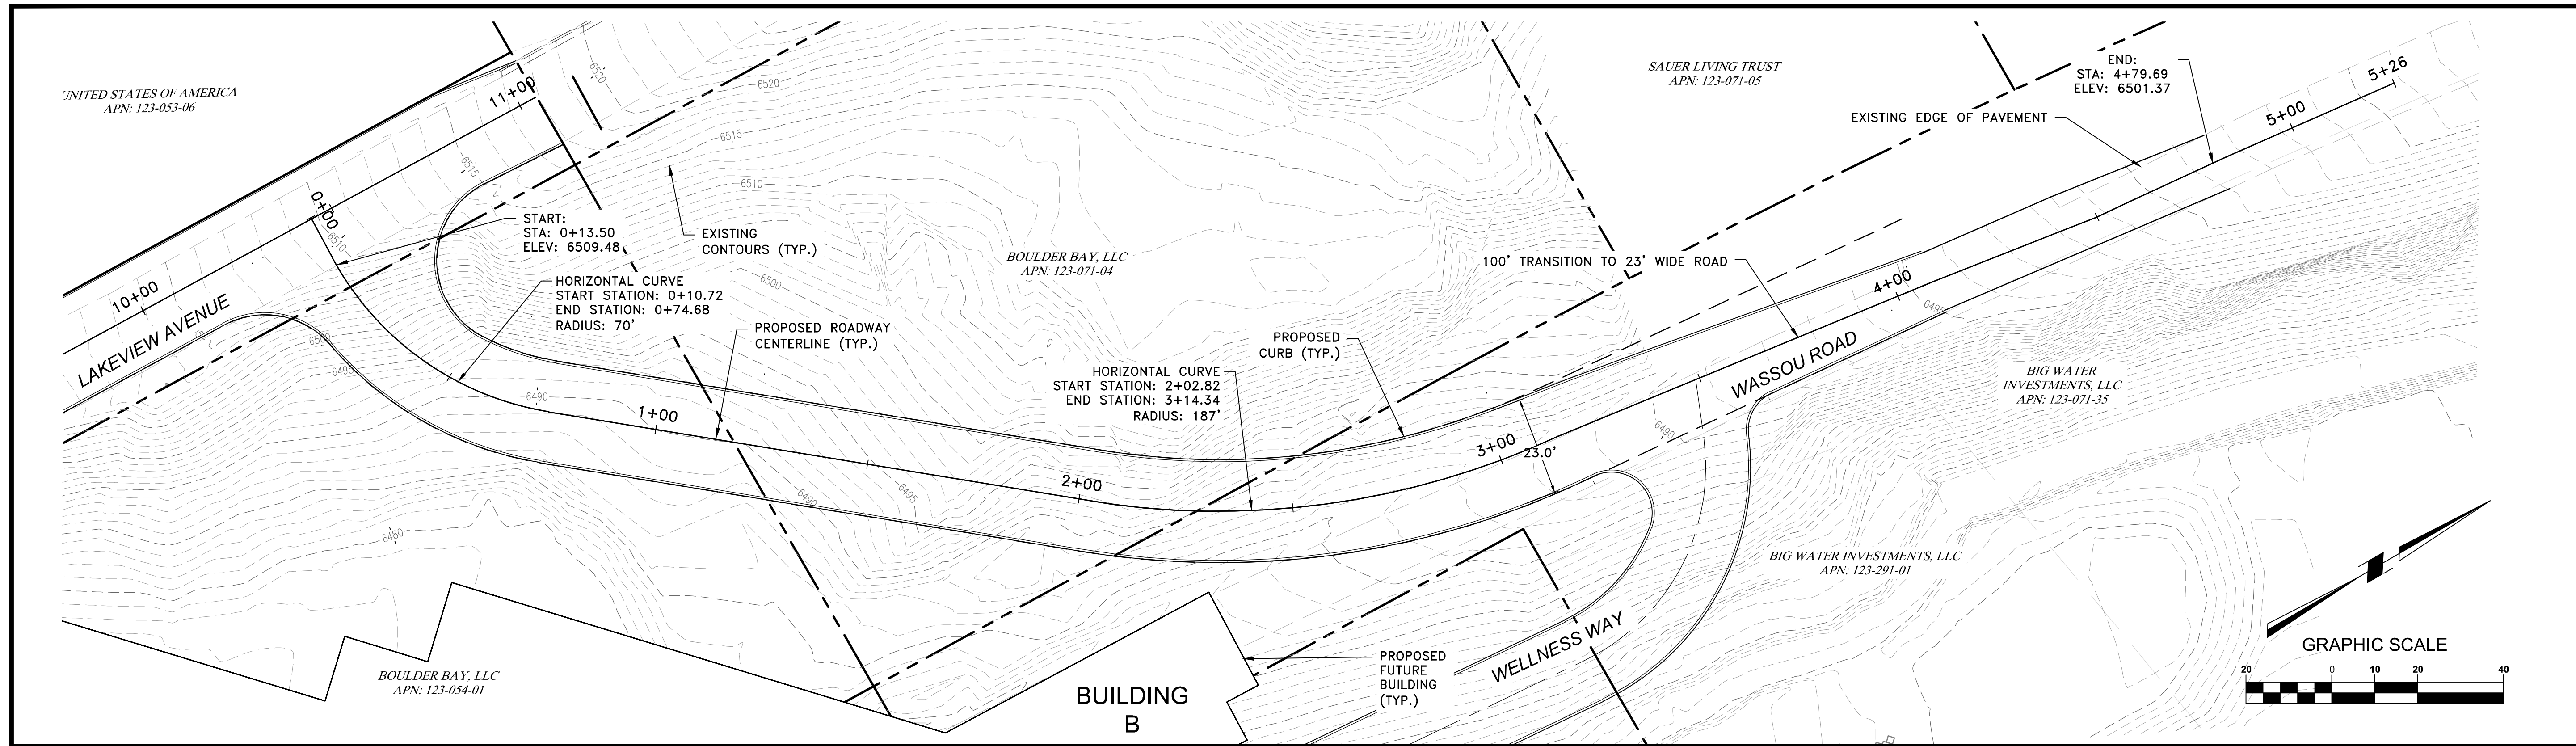 UNITED STATES OF AMERICA
APN: 123-053-06
11+00
6520
6520
6515
6515
6510
SAUER LIVING TRUST
APN: 123-071-05
END:
STA: 4+79.69
ELEV: 6501.37
5+26
5+00
EXISTING EDGE OF PAVEMENT
0+00
6510
START:
STA: 0+13.50
ELEV: 6509.48
EXISTING
CONTOURS (TYP.)
BOULDER BAY, LLC
APN: 123-071-04
6500
100' TRANSITION TO 23' WIDE ROAD
4+00
6495
10+00
LAKEVIEW AVENUE
HORIZONTAL CURVE
START STATION: 0+10.72
END STATION: 0+74.68
RADIUS: 70'
PROPOSED ROADWAY
CENTERLINE (TYP.)
6500
6495
6490
1+00
PROPOSED
CURB (TYP.)
HORIZONTAL CURVE
START STATION: 2+02.82
END STATION: 3+14.34
RADIUS: 187'
WASSOU ROAD
BIG WATER
INVESTMENTS, LLC
APN: 123-071-35
6490
3+00
23.0'
2+00
6490
6495
6480
BIG WATER INVESTMENTS, LLC
APN: 123-291-01
WELLNESS WAY
PROPOSED
FUTURE
BUILDING
(TYP.)
BOULDER BAY, LLC
APN: 123-054-01
BUILDING
B
GRAPHIC SCALE
20 0 10 20 40